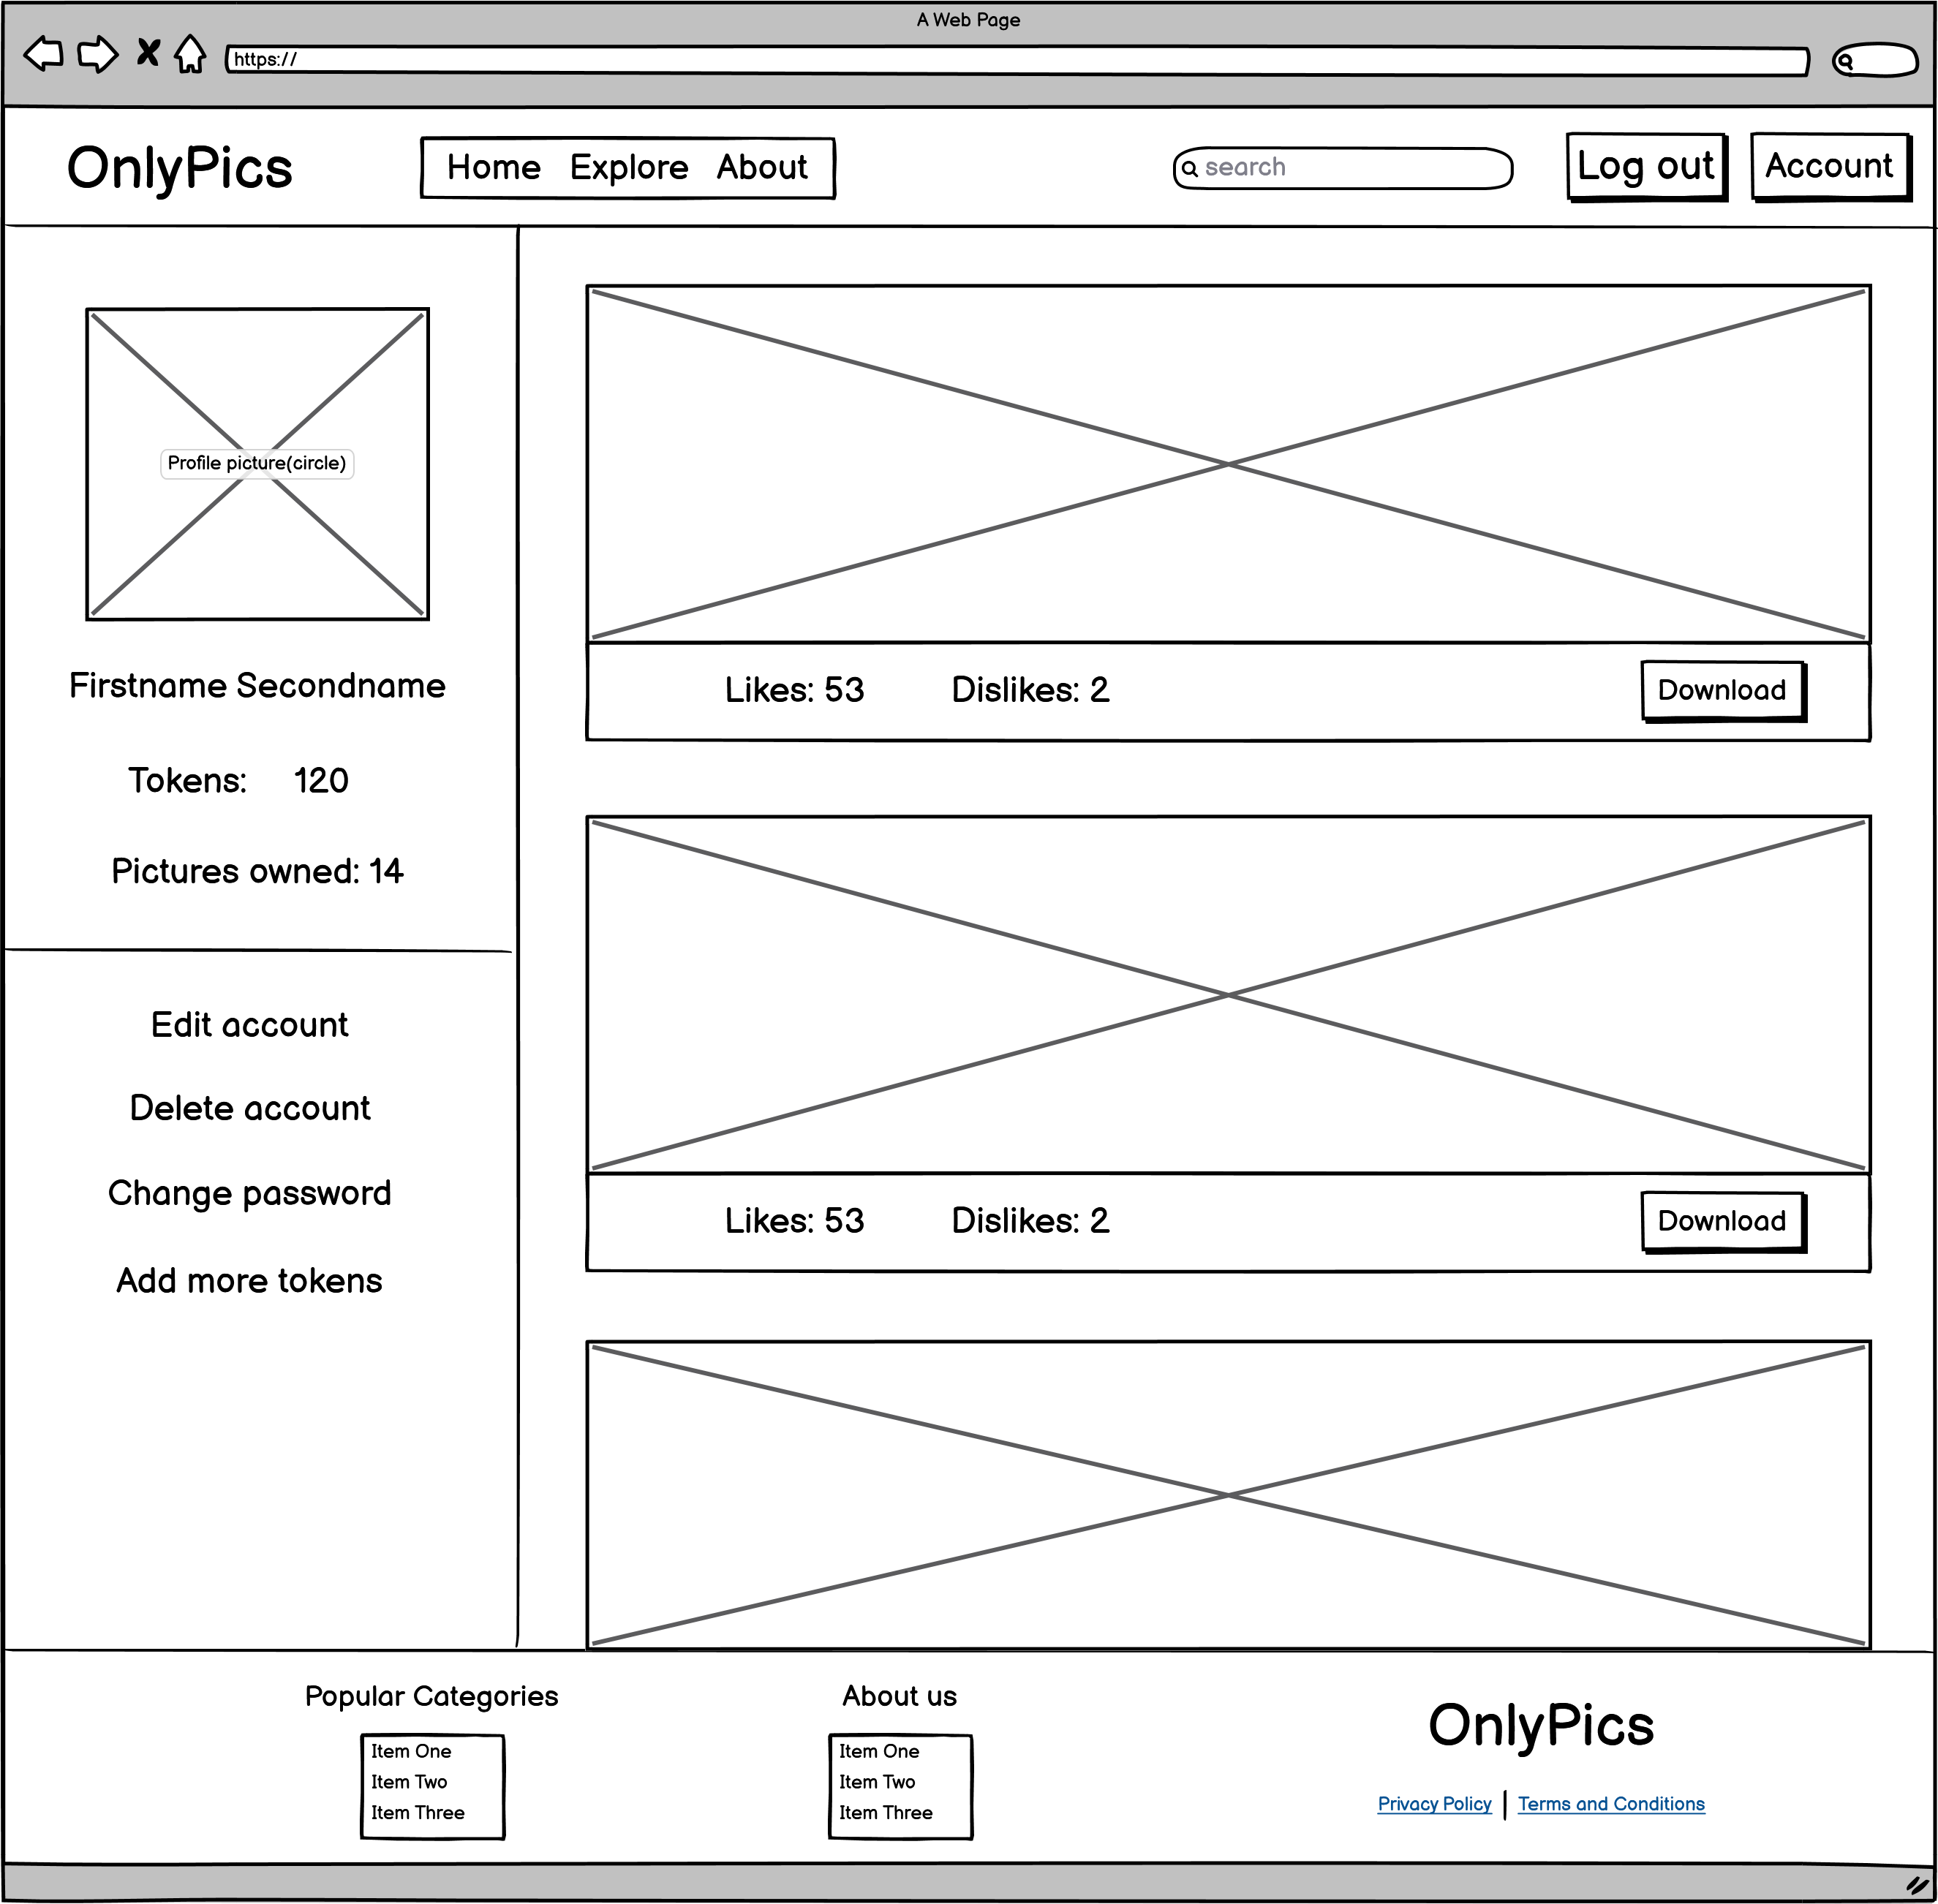 A Web Page
https://
OnlyPics
Home Explore About
search
Log out
Account
Profile picture(circle)
Firstname Secondname
Tokens: 120
Pictures owned: 14
Edit account
Delete account
Change password
Add more tokens
Likes: 53 Dislikes: 2
Download
Likes: 53 Dislikes: 2
Download
Popular Categories
Item One
Item Two
Item Three
About us
Item One
Item Two
Item Three
OnlyPics
Privacy Policy | Terms and Conditions